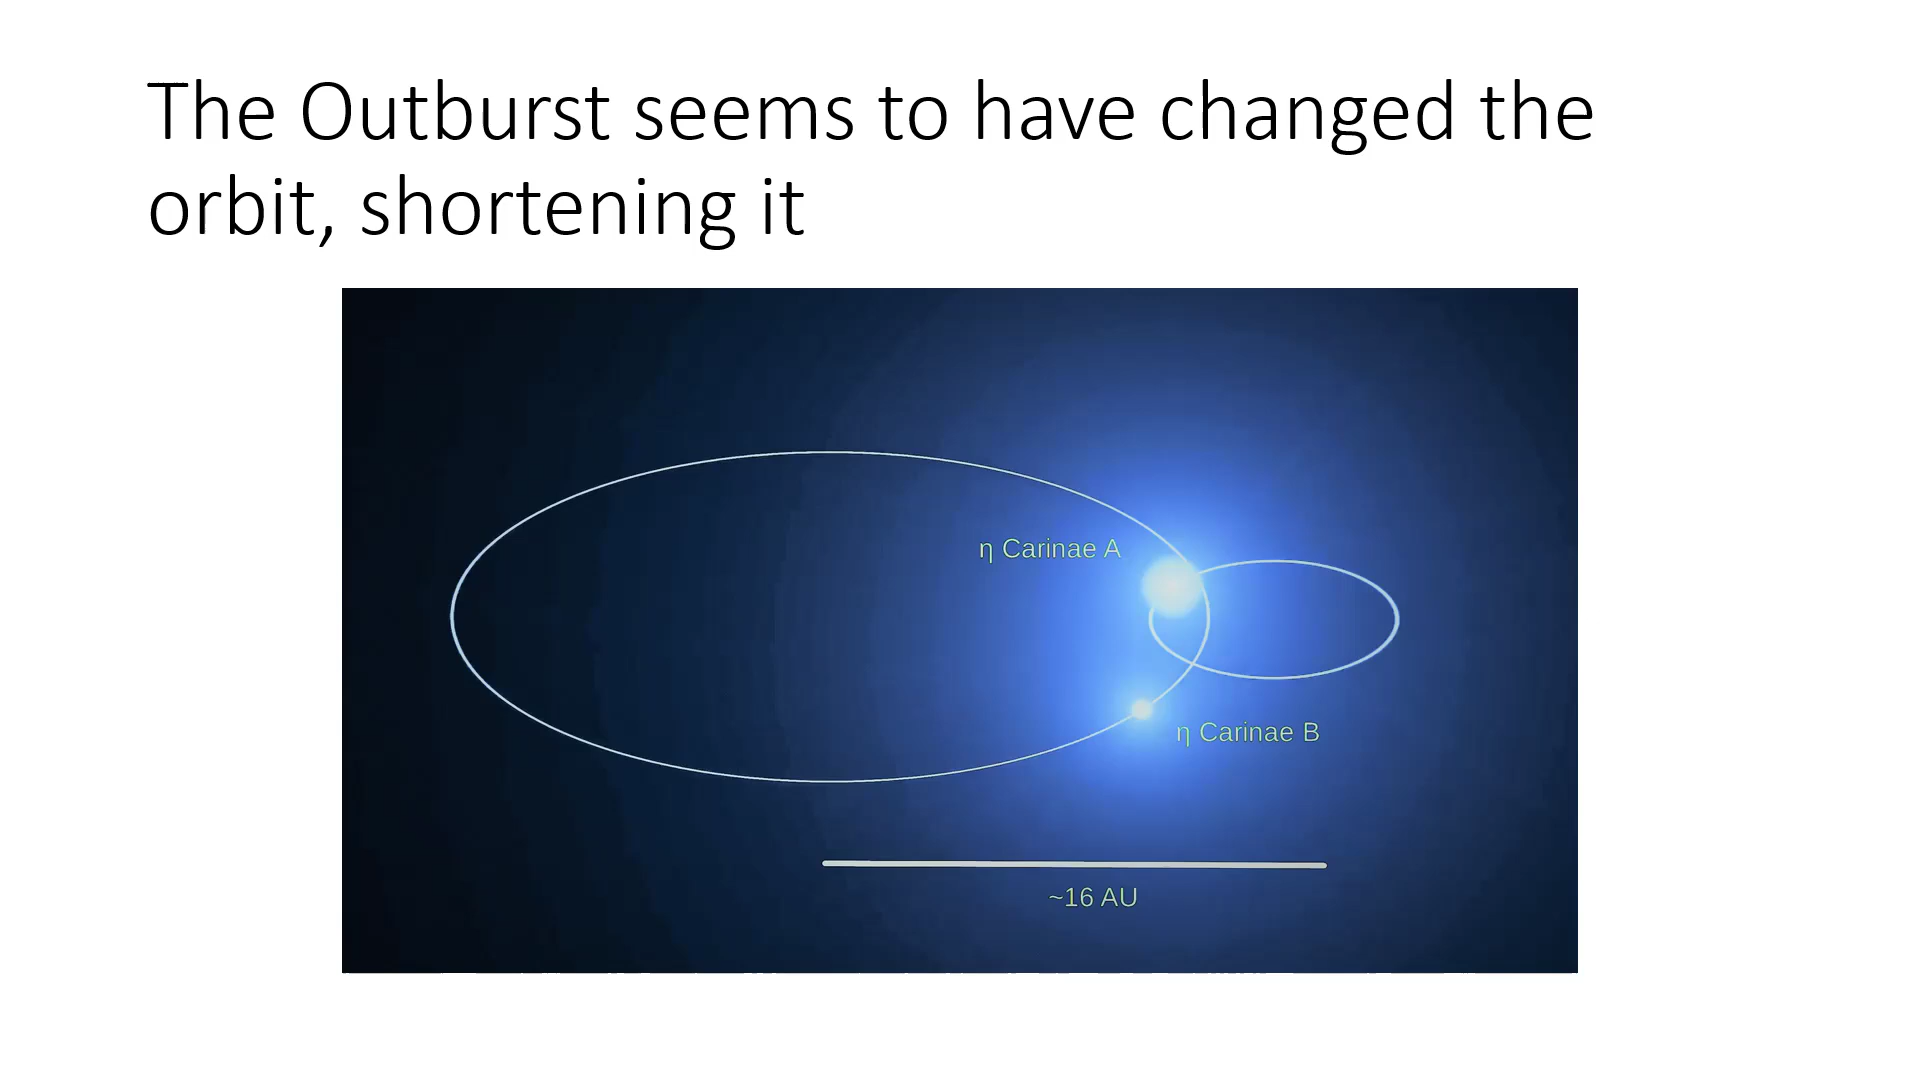 The Outburst seems to have changed the
orbit, shortening it
η Carinae A
η Carinae B
~16 AU